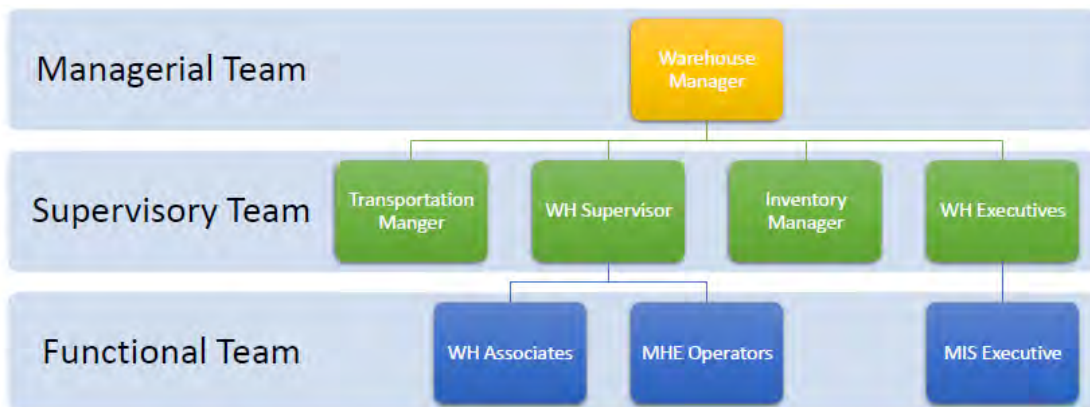 Managerial Team
Warehouse
Manager
Supervisory Team
Transportation
Manger
WH Supervisor
Inventory
Manager
WH Executives
Functional Team
WH Associates
MHE Operators
MIS Executive